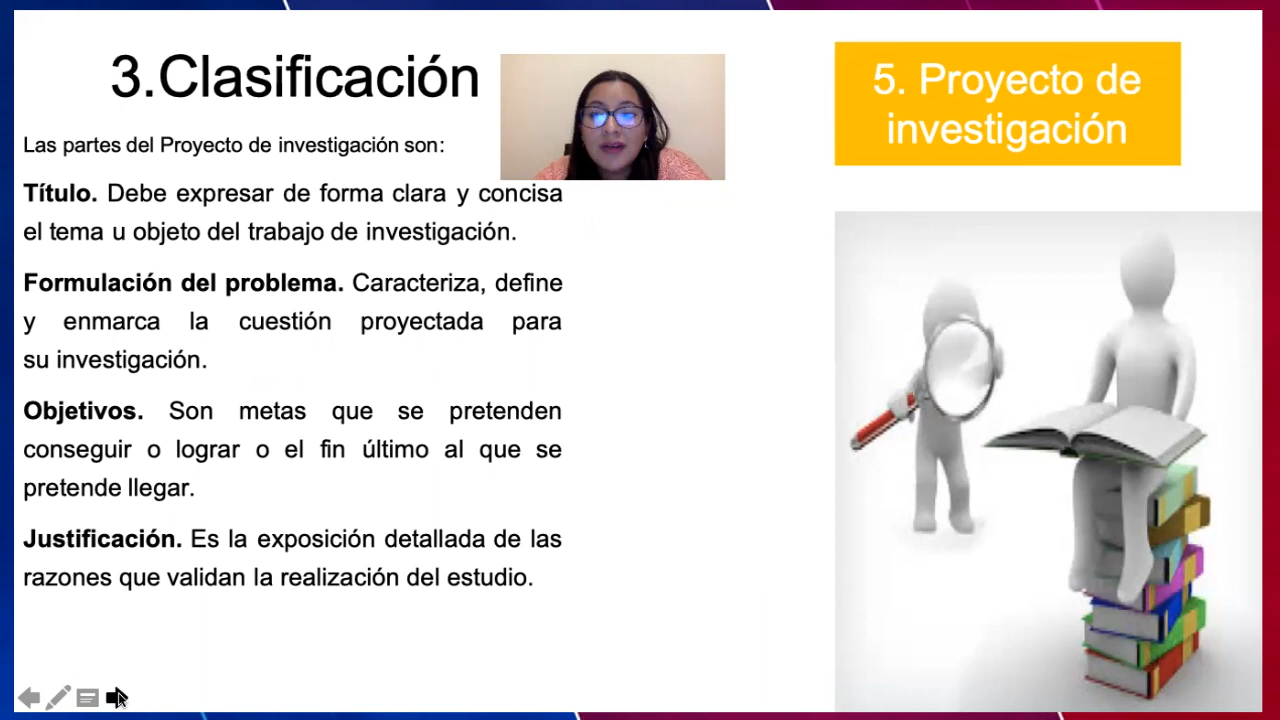 3.Clasificación
Las partes del Proyecto de investigación son:
Título. Debe expresar de forma clara y concisa
el tema u objeto del trabajo de investigación.
Formulación del problema. Caracteriza, define
y enmarca la cuestión proyectada para
su investigación.
Objetivos. Son metas que se pretenden
conseguir o lograr o el fin último al que se
pretende llegar.
Justificación. Es la exposición detallada de las
razones que validan la realización del estudio.
5. Proyecto de
investigación